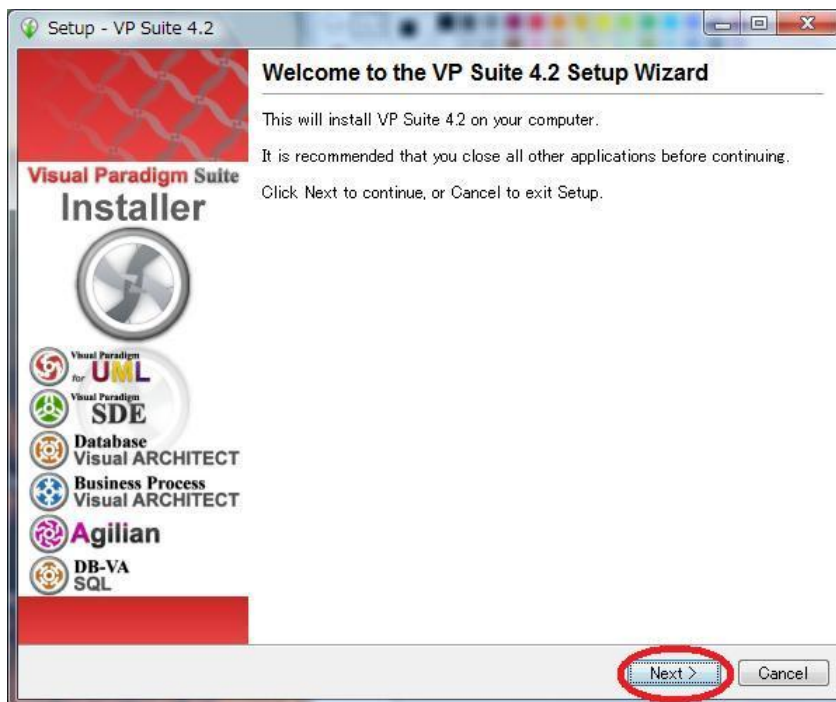 Setup - VP Suite 4.2
Welcome to the VP Suite 4.2 Setup Wizard
This will install VP Suite 4.2 on your computer.
It is recommended that you close all other applications before continuing.
Click Next to continue, or Cancel to exit Setup.
Visual Paradigm Suite
Installer
Visual Paradigm
for UML
Visual Paradigm
SDE
Database
Visual ARCHITECT
Business Process
Visual ARCHITECT
Agilian
DB-VA
SQL
Next >
Cancel